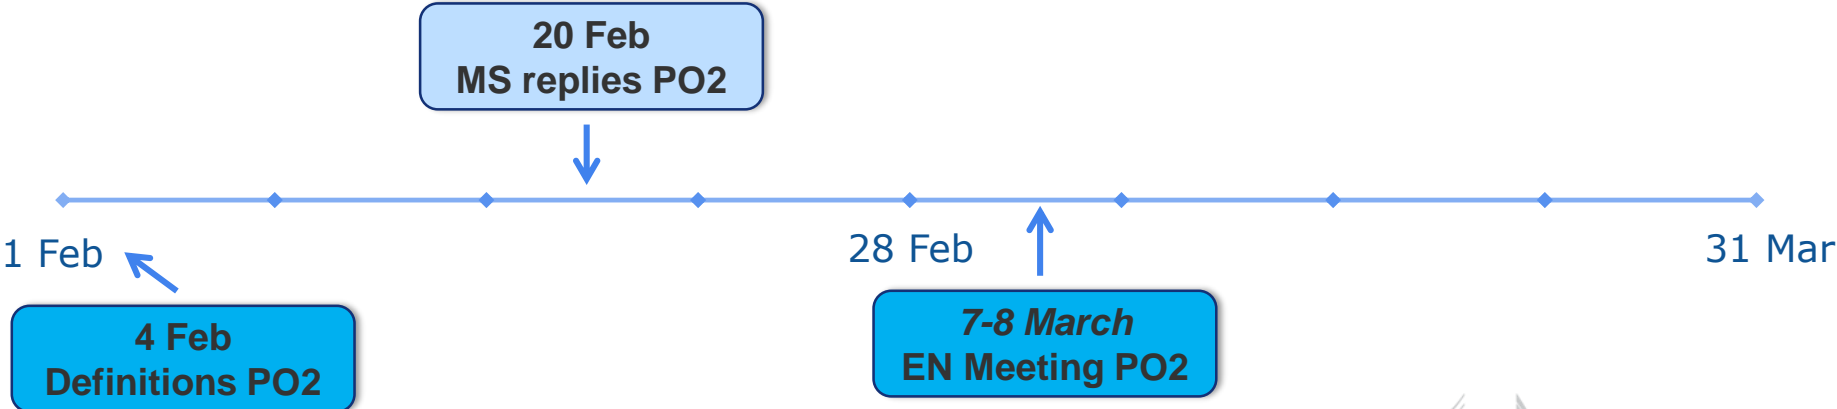 20 Feb
MS replies PO2
1 Feb
28 Feb
31 Mar
4 Feb
Definitions PO2
7-8 March
EN Meeting PO2